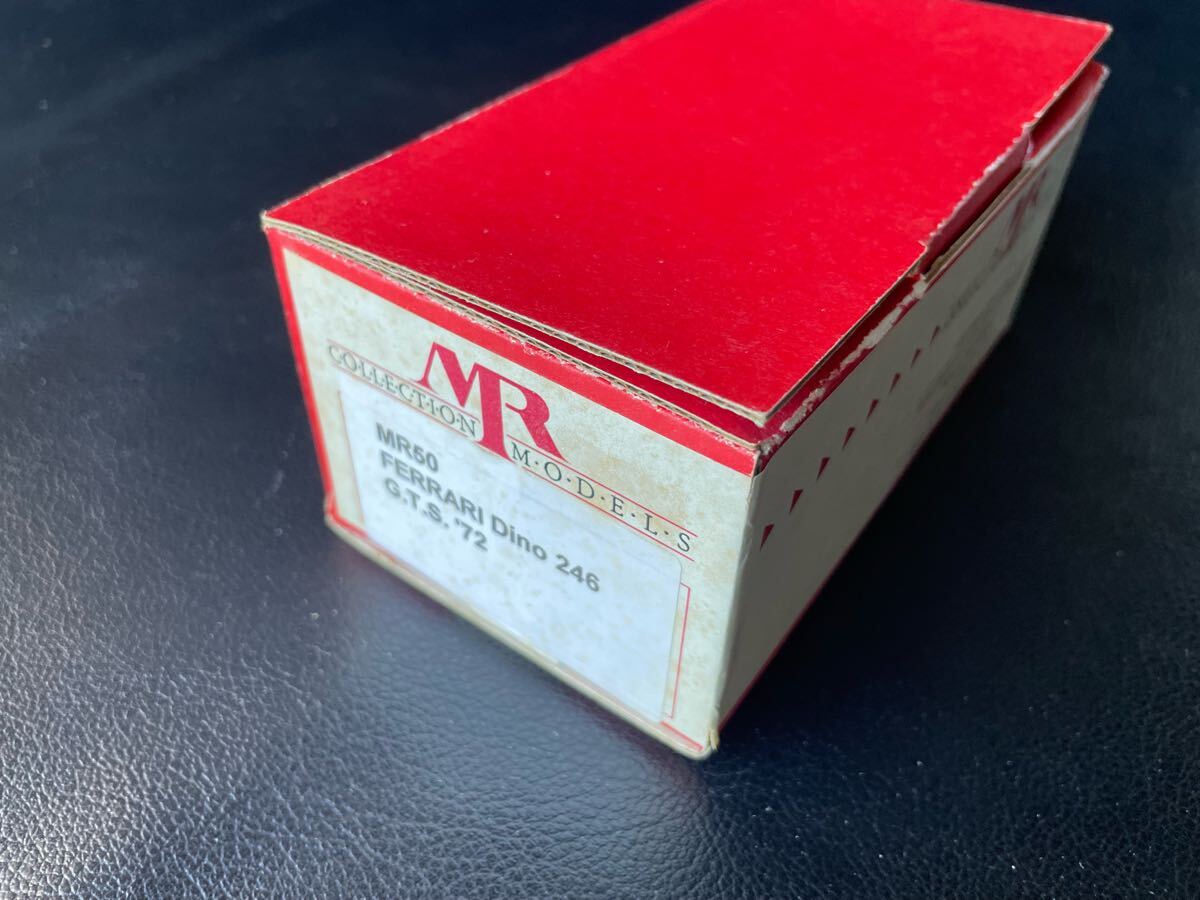 MR
COLLECTION
M·O·D·E·L·S
MR50
FERRARI Dino 246
G.T.S. '72